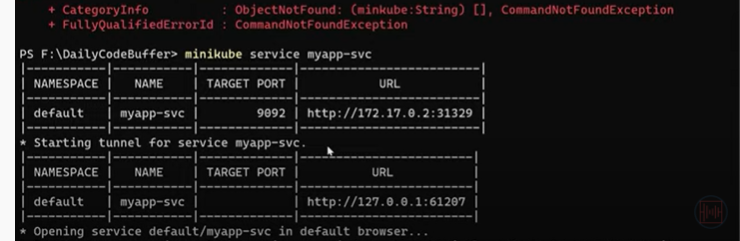 + CategoryInfo          : ObjectNotFound: (minkube:String) [], CommandNotFoundException
+ FullyQualifiedErrorId : CommandNotFoundException
PS F:\DailyCodeBuffer> minikube service myapp-svc
|-----------|-----------|-------------|-------------------------|
| NAMESPACE |   NAME    | TARGET PORT |           URL           |
|-----------|-----------|-------------|-------------------------|
| default   | myapp-svc |        9092 | http://172.17.0.2:31329 |
|-----------|-----------|-------------|-------------------------|
* Starting tunnel for service myapp-svc.
|-----------|-----------|-------------|------------------------|
| NAMESPACE |   NAME    | TARGET PORT |          URL           |
|-----------|-----------|-------------|------------------------|
| default   | myapp-svc |             | http://127.0.0.1:61207 |
|-----------|-----------|-------------|------------------------|
* Opening service default/myapp-svc in default browser...